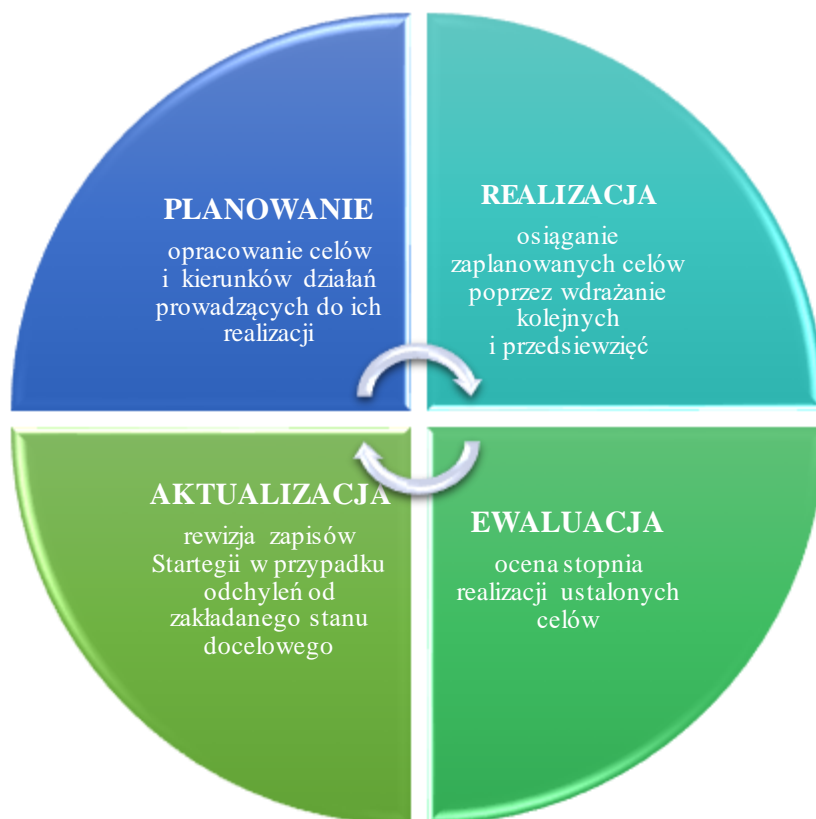 PLANOWANIE
opracowanie celów
i kierunków działań
prowadzących do ich
realizacji
REALIZACJA
osiąganie
zaplanowanych celów
poprzez wdrażanie
kolejnych
i przedsiewzięć
AKTUALIZACJA
rewizja zapisów
Startegii w przypadku
odchyleń od
zakładanego stanu
docelowego
EWALUACJA
ocena stopnia
realizacji ustalonych
celów